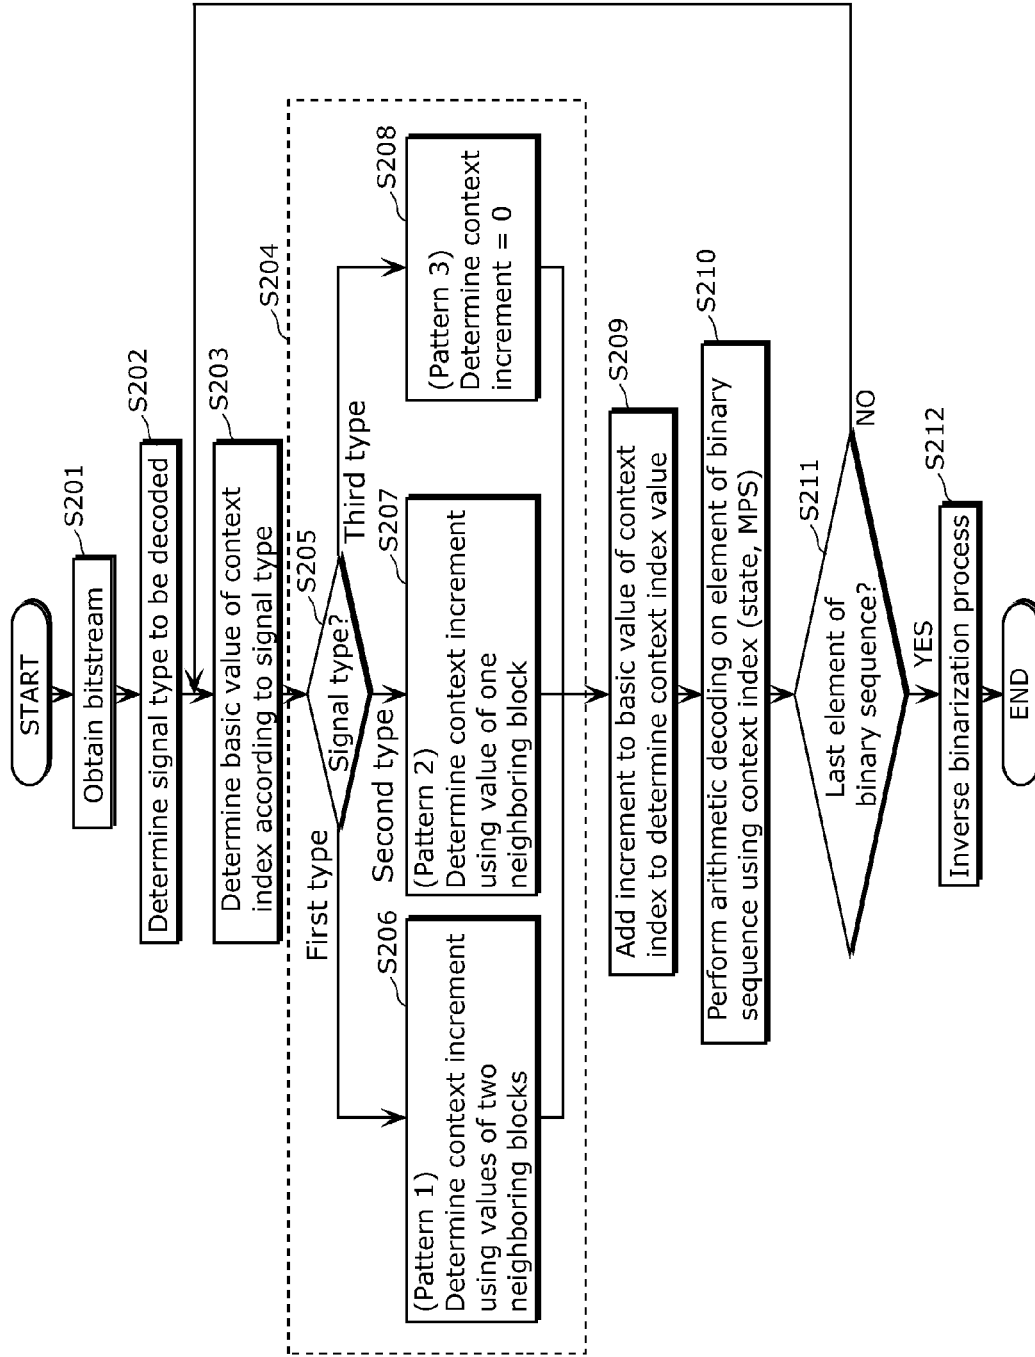 START
S201
Obtain bitstream
S202
Determine signal type to be decoded
S203
Determine basic value of context
index according to signal type
S204
S205
Signal type?
First type
Second type
Third type
S206
(Pattern 1)
Determine context increment
using values of two
neighboring blocks
S207
(Pattern 2)
Determine context increment
using value of one
neighboring block
S208
(Pattern 3)
Determine context
increment = 0
S209
Add increment to basic value of context
index to determine context index value
S210
Perform arithmetic decoding on element of binary
sequence using context index (state, MPS)
S211
Last element of
binary sequence?
NO
YES
S212
Inverse binarization process
END